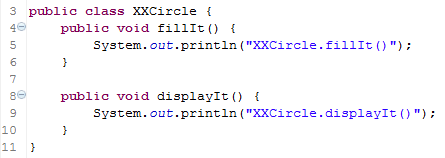 3 public class XXCircle {
4 public void fillIt() {
5 System.out.println("XXCircle.fillIt()");
6 }
7
8 public void displayIt() {
9 System.out.println("XXCircle.displayIt()");
10 }
11 }